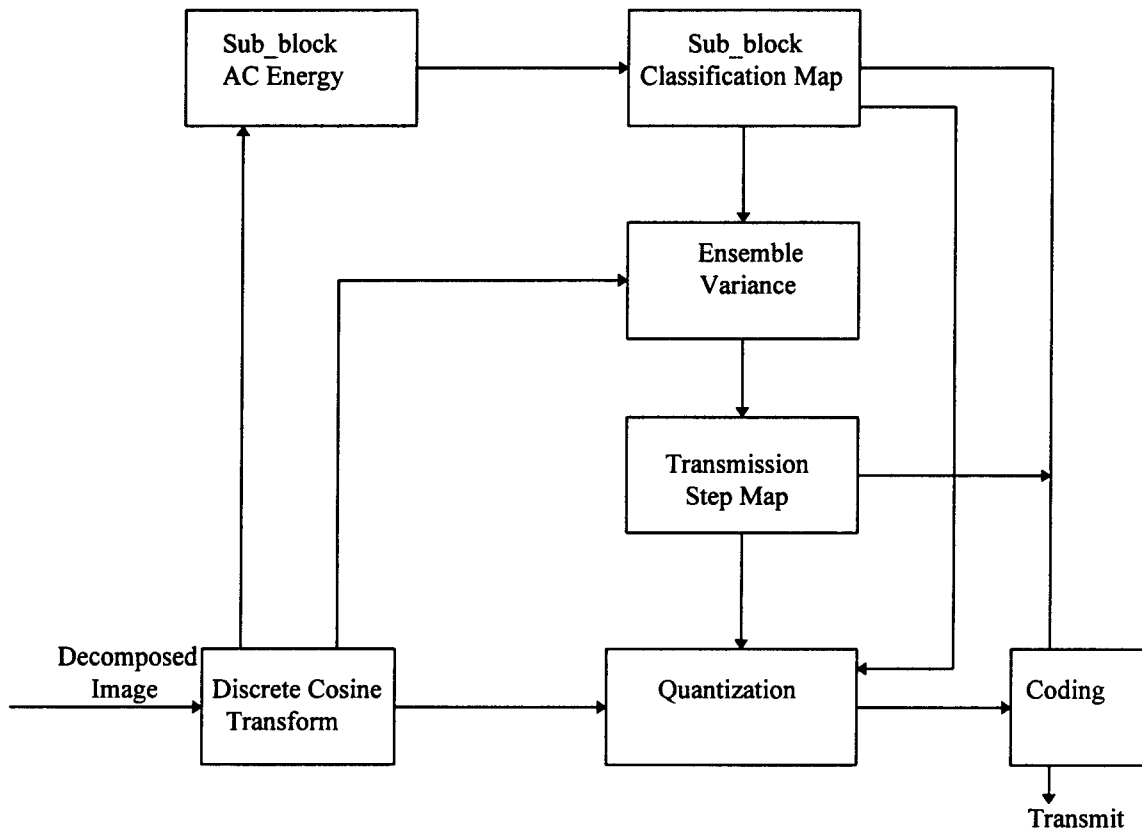 Sub_block
AC Energy
Sub_block
Classification Map
Ensemble
Variance
Transmission
Step Map
Decomposed
Image
Discrete Cosine
Transform
Quantization
Coding
Transmit